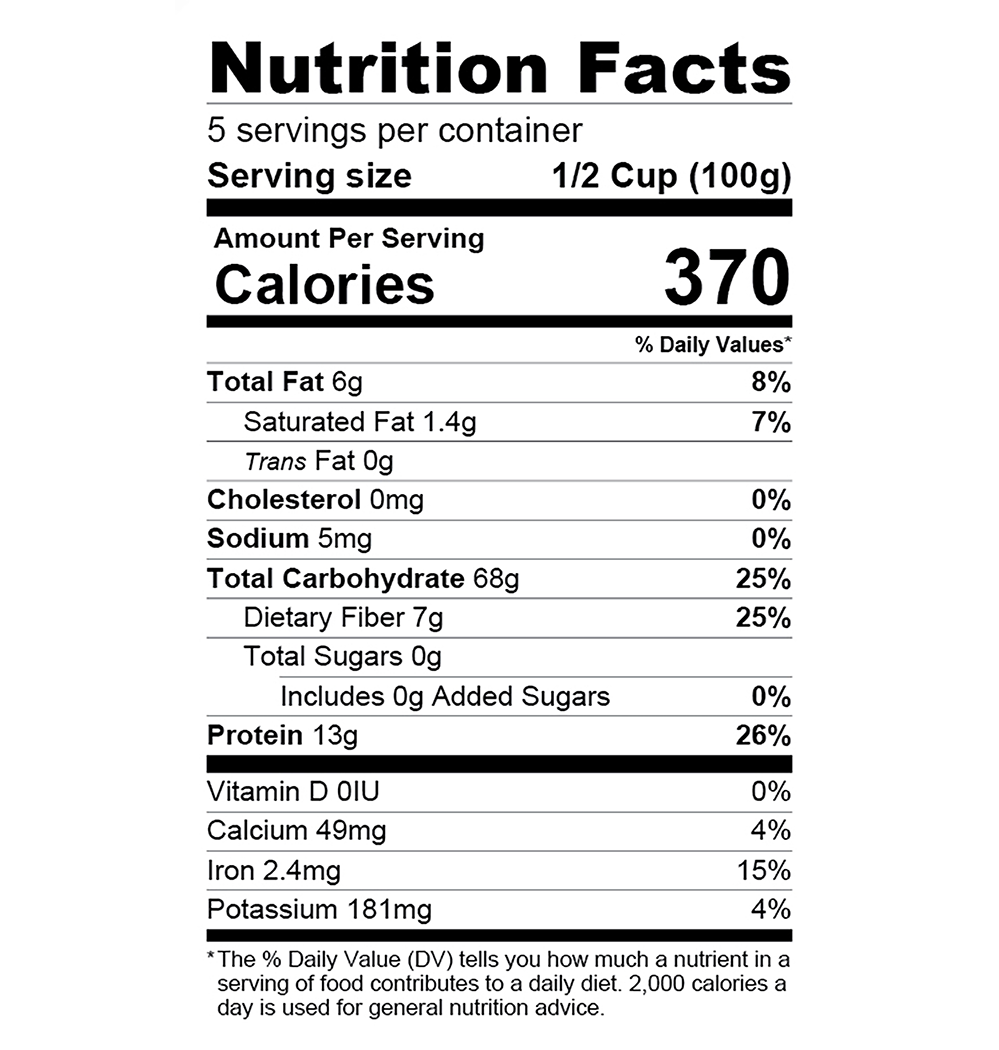 Nutrition Facts
5 servings per container
Serving size 1/2 Cup (100g)
Amount Per Serving
Calories 370
% Daily Values*
Total Fat 6g 8%
Saturated Fat 1.4g 7%
Trans Fat 0g
Cholesterol 0mg 0%
Sodium 5mg 0%
Total Carbohydrate 68g 25%
Dietary Fiber 7g 25%
Total Sugars 0g
Includes 0g Added Sugars 0%
Protein 13g 26%
Vitamin D 0IU 0%
Calcium 49mg 4%
Iron 2.4mg 15%
Potassium 181mg 4%
*The % Daily Value (DV) tells you how much a nutrient in a
serving of food contributes to a daily diet. 2,000 calories a
day is used for general nutrition advice.